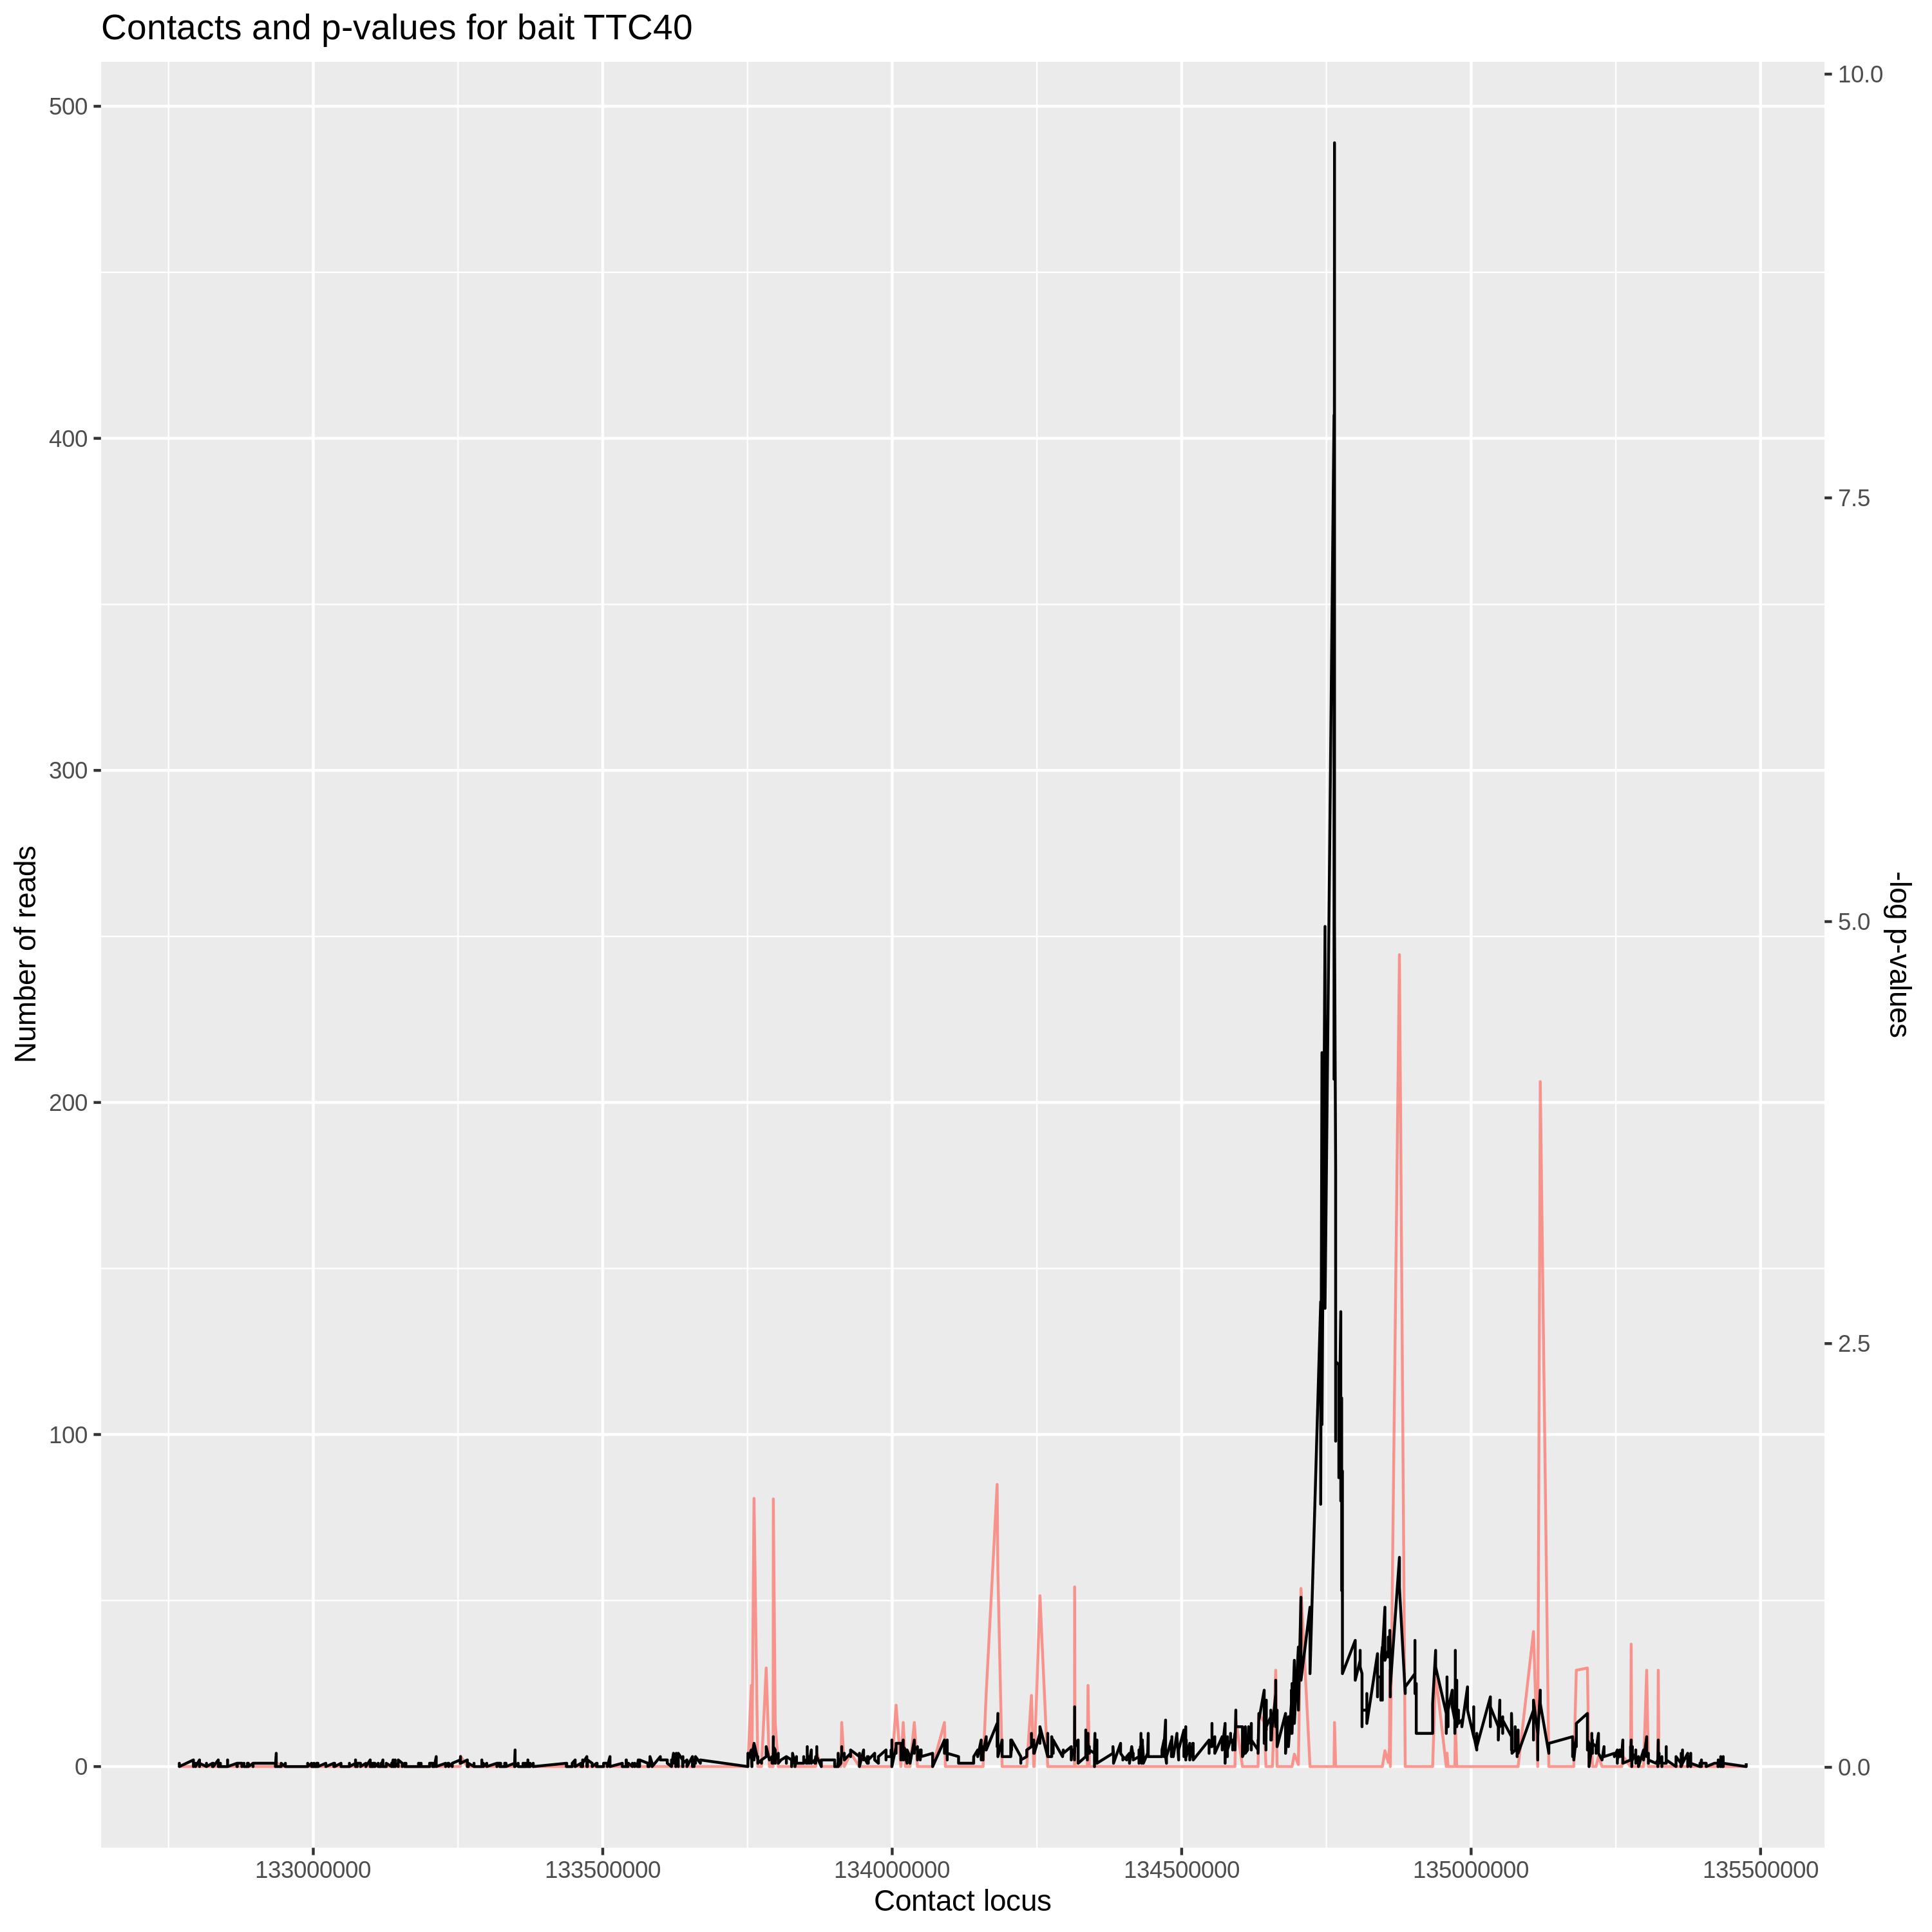 Contacts and p-values for bait TTC40
500
400
300
200
100
0
Number of reads
10.0
7.5
5.0
2.5
0.0
-log p-values
133000000 133500000 134000000 134500000 135000000 135500000
Contact locus